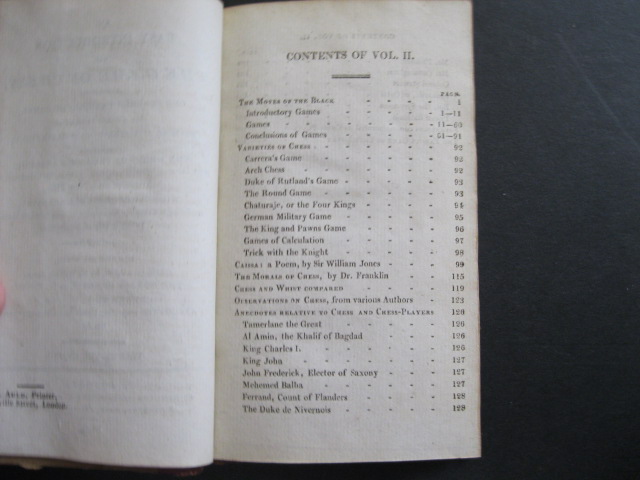 CONTENTS OF VOL. II.
PAGE.
THE MOVES OF THE BLACK - - - - 1
Introductory Games - - - - 1—11
Games - - - - - - 11—60
Conclusions of Games - - - - 61—91
VARIETIES OF CHESS - - - - - 92
Carrera's Game - - - - - 92
Arch Chess - - - - - - 92
Duke of Rutland's Game - - - - 93
The Round Game - - - - - 93
Chaturaje, or the Four Kings - - - - 94
German Military Game - - - - 95
The King and Pawns Game - - - - 96
Games of Calculation - - - - 97
Trick with the Knight - - - - 98
CAISSA: a Poem, by Sir William Jones - - - 99
THE MORALS OF CHESS, by Dr. Franklin - - - 115
CHESS AND WHIST COMPARED - - - - 119
OBSERVATIONS ON CHESS, from various Authors - - 123
ANECDOTES RELATIVE TO CHESS AND CHESS-PLAYERS 126
Tamerlane the Great - - - - 126
Al Amin, the Khalif of Bagdad - - - 126
King Charles I. - - - - - 126
King John - - - - - - 127
John Frederick, Elector of Saxony - - - 127
Mehemed Balba - - - - - 127
Ferrand, Count of Flanders - - - - 128
The Duke de Nivernois - - - - 129
Printer,
Street, London.